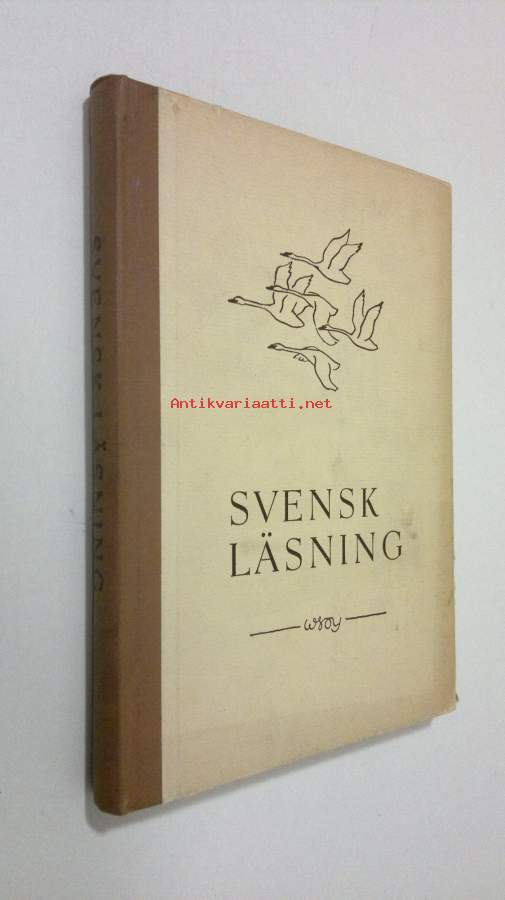 SVENSK LÄSNING
Antikvariaatti.net
SVENSK
LÄSNING
wsoy